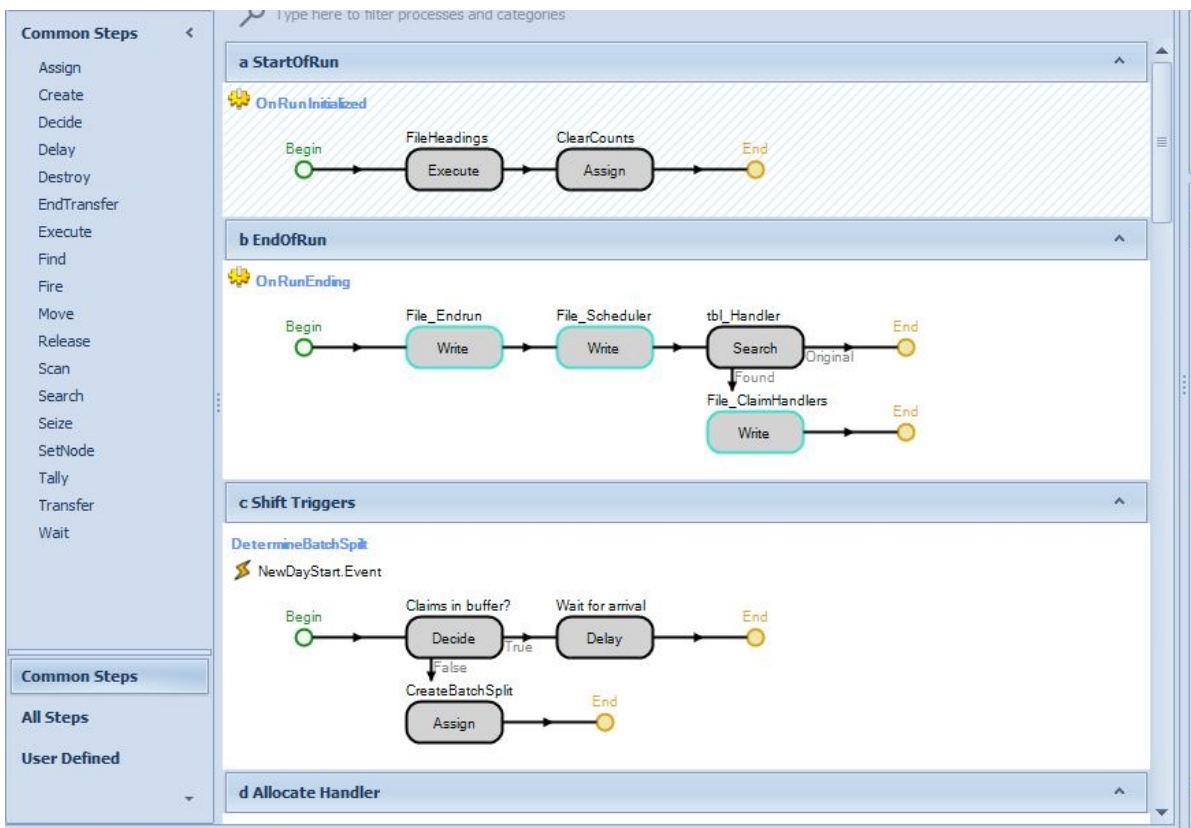 Common Steps
Assign
Create
Decide
Delay
Destroy
EndTransfer
Execute
Find
Fire
Move
Release
Scan
Search
Seize
SetNode
Tally
Transfer
Wait
Common Steps
All Steps
User Defined
Type here to filter processes and categories
a StartOfRun
OnRunInitialized
Begin
FileHeadings
Execute
ClearCounts
Assign
End
b EndOfRun
OnRunEnding
Begin
File_Endrun
Write
File_Scheduler
Write
tbl_Handler
Search
Original
End
Found
File_ClaimHandlers
Write
End
c Shift Triggers
DetermineBatchSpilt
NewDayStart.Event
Begin
Claims in buffer?
Decide
True
Wait for arrival
Delay
End
False
CreateBatchSplit
Assign
End
d Allocate Handler